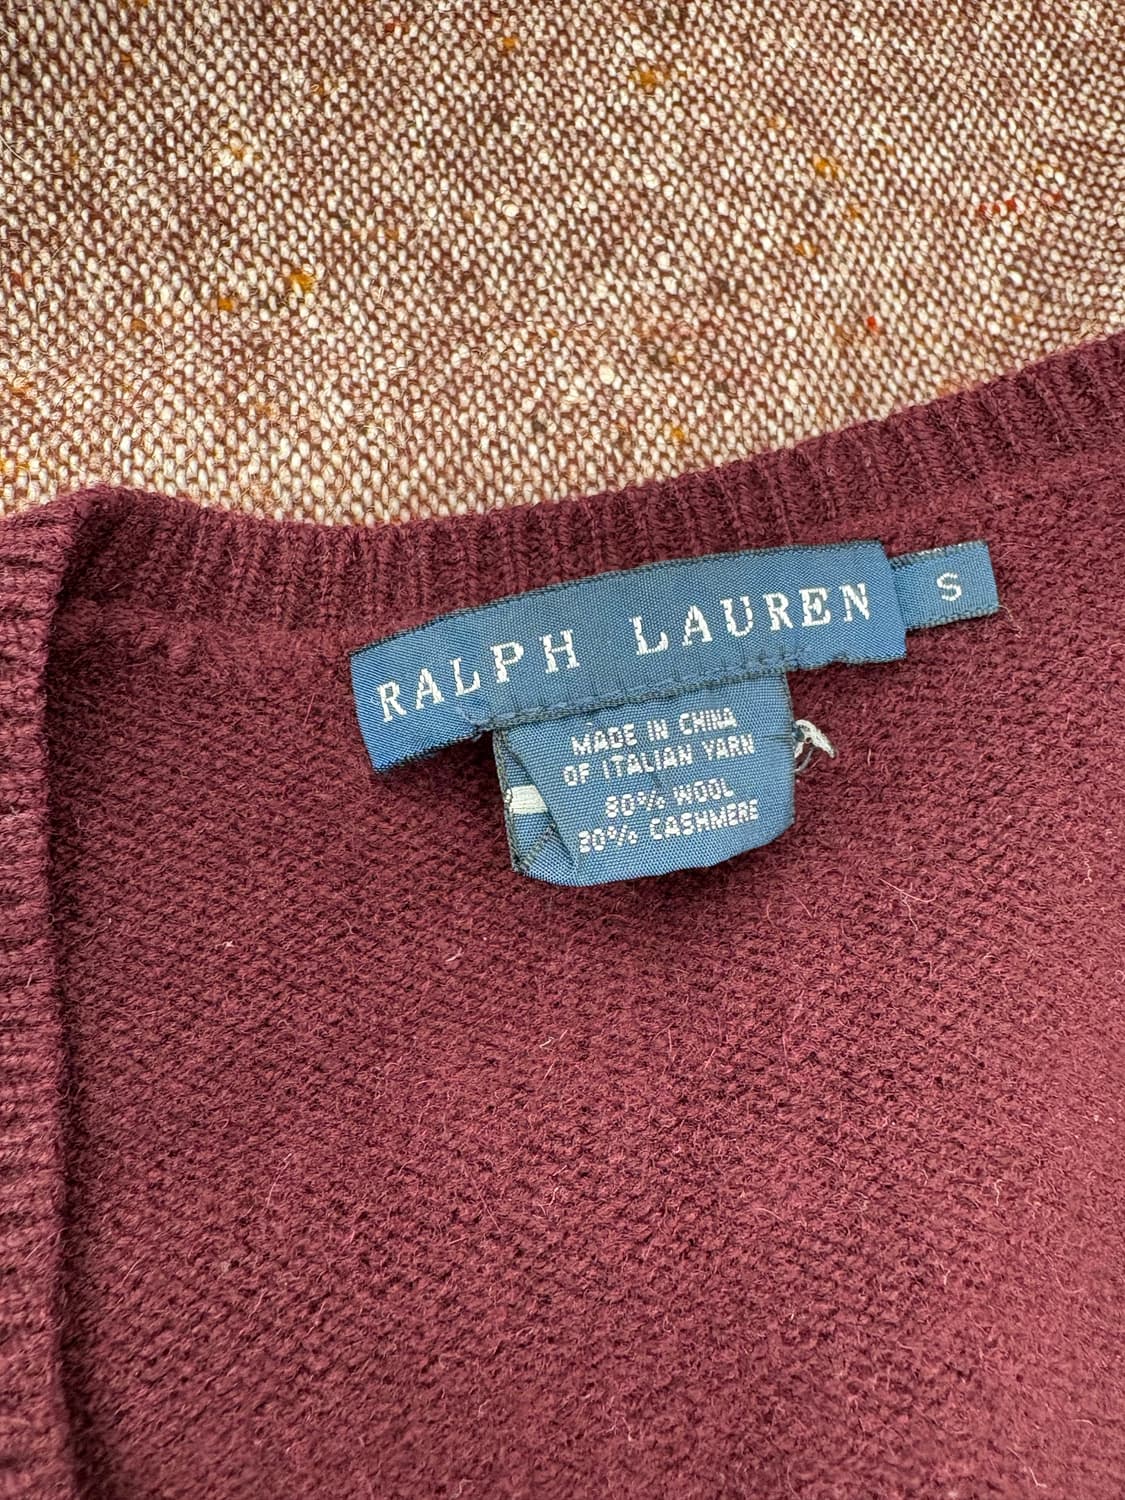 RALPH LAUREN
S
MADE IN CHINA
OF ITALIAN YARN
80% WOOL
20% CASHMERE